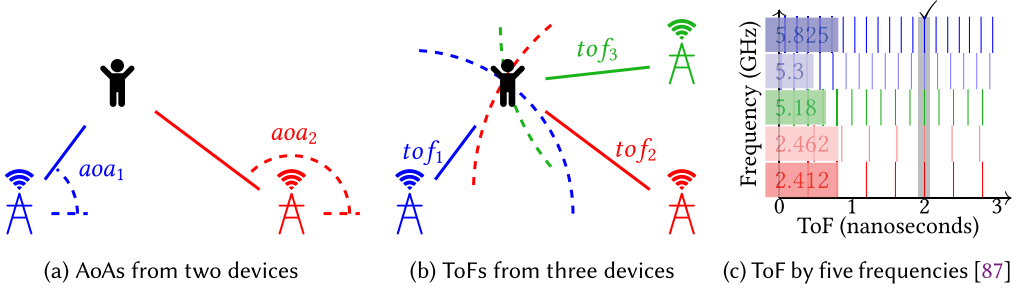 aoa1
aoa2
(a) AoAs from two devices
tof1
tof2
tof3
(b) ToFs from three devices
Frequency (GHz)
5.825
5.3
5.18
2.462
2.412
0 1 2 3
ToF (nanoseconds)
✓
(c) ToF by five frequencies [87]